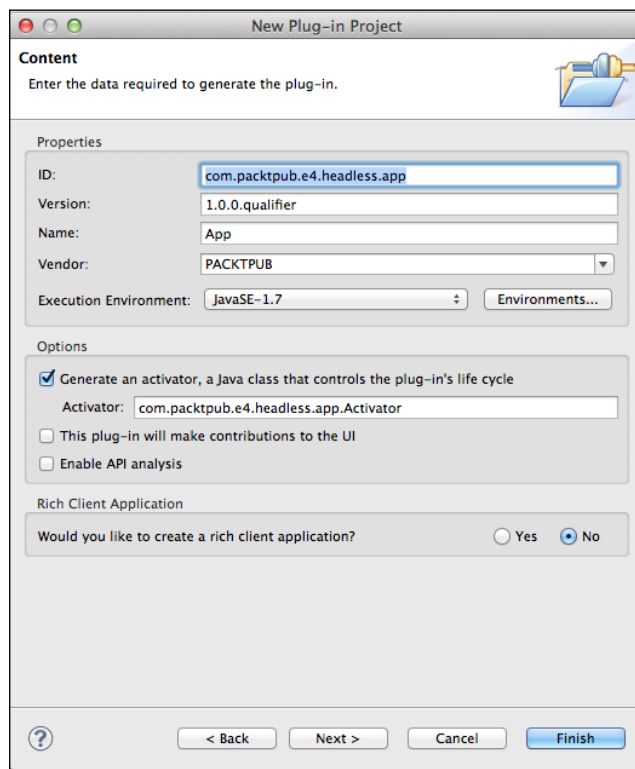 New Plug-in Project
Content
Enter the data required to generate the plug-in.
Properties
ID: com.packtpub.e4.headless.app
Version: 1.0.0.qualifier
Name: App
Vendor: PACKTPUB
Execution Environment: JavaSE-1.7 Environments...
Options
Generate an activator, a Java class that controls the plug-in's life cycle
Activator: com.packtpub.e4.headless.app.Activator
This plug-in will make contributions to the UI
Enable API analysis
Rich Client Application
Would you like to create a rich client application? Yes No
? < Back Next > Cancel Finish